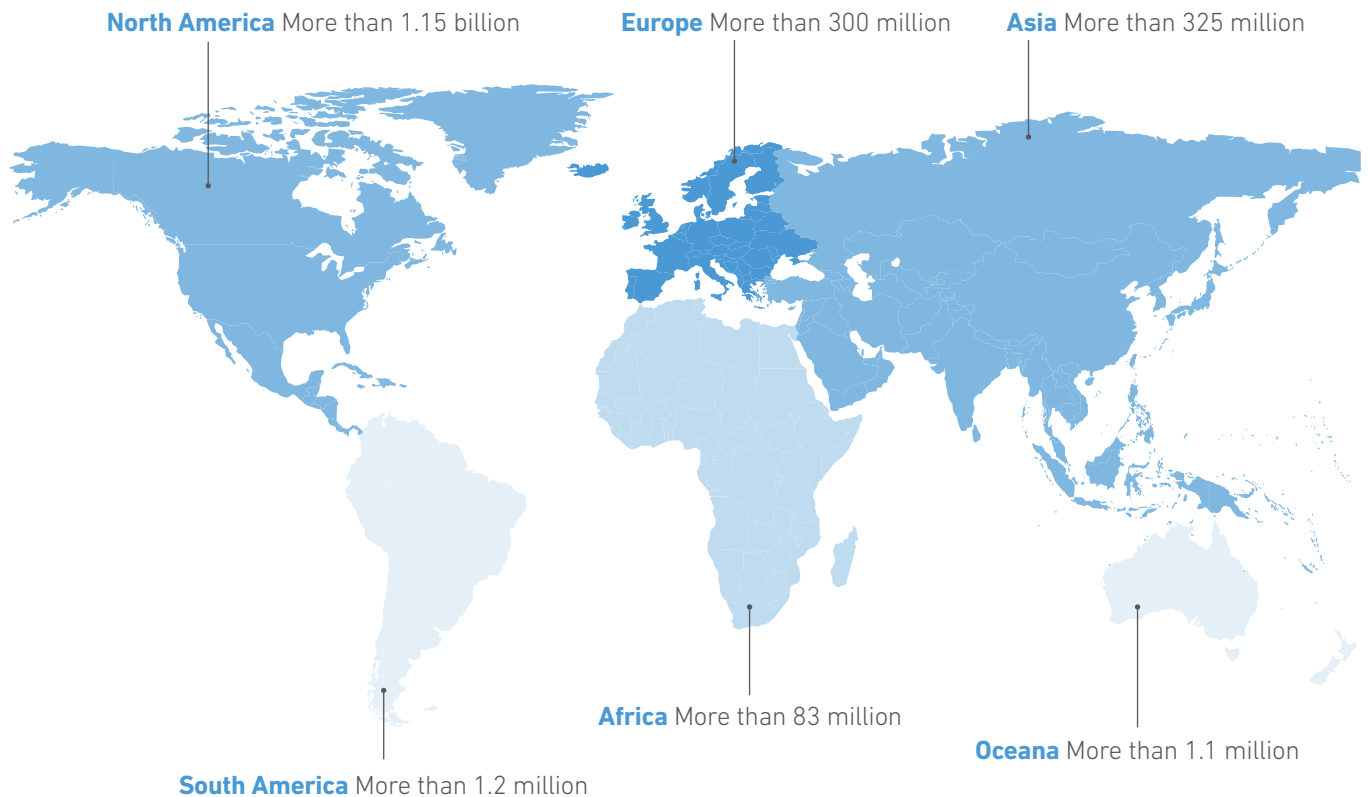 North America More than 1.15 billion
Europe More than 300 million
Asia More than 325 million
Africa More than 83 million
Oceana More than 1.1 million
South America More than 1.2 million